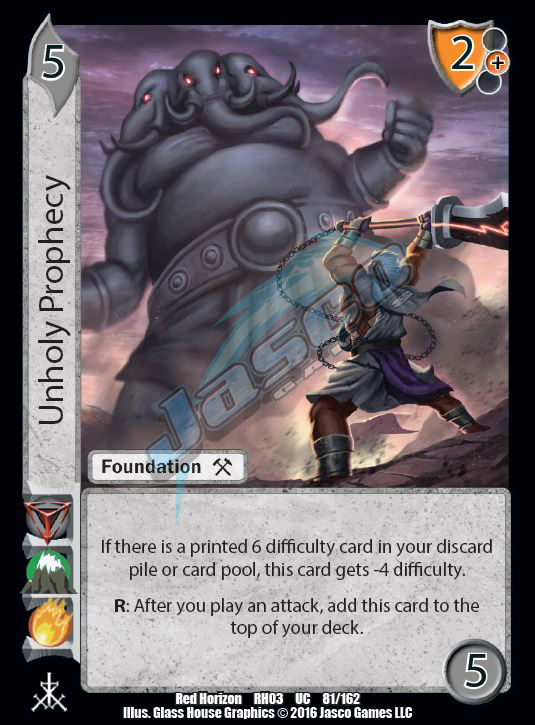 5
2
+
Unholy Prophecy
Jasco
GAMES
Foundation
If there is a printed 6 difficulty card in your discard
pile or card pool, this card gets -4 difficulty.
R: After you play an attack, add this card to the
top of your deck.
5
Red Horizon RH03 UC 81/162
Illus. Glass House Graphics © 2016 Jasco Games LLC